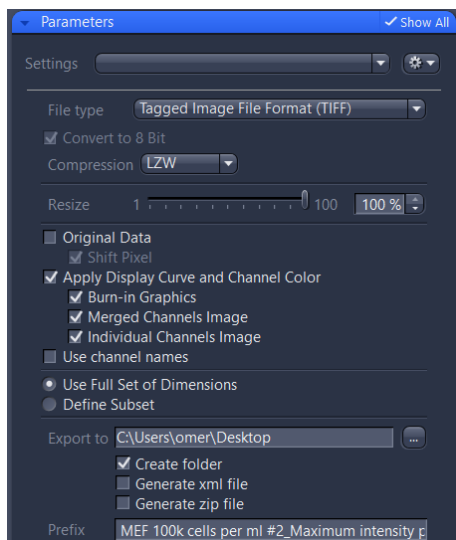 Parameters Show All
Settings
File type Tagged Image File Format (TIFF)
Convert to 8 Bit
Compression LZW
Resize 1 100 100 %
Original Data
Shift Pixel
Apply Display Curve and Channel Color
Burn-in Graphics
Merged Channels Image
Individual Channels Image
Use channel names
Use Full Set of Dimensions
Define Subset
Export to C:\Users\omer\Desktop ...
Create folder
Generate xml file
Generate zip file
Prefix MEF 100k cells per ml #2_Maximum intensity p